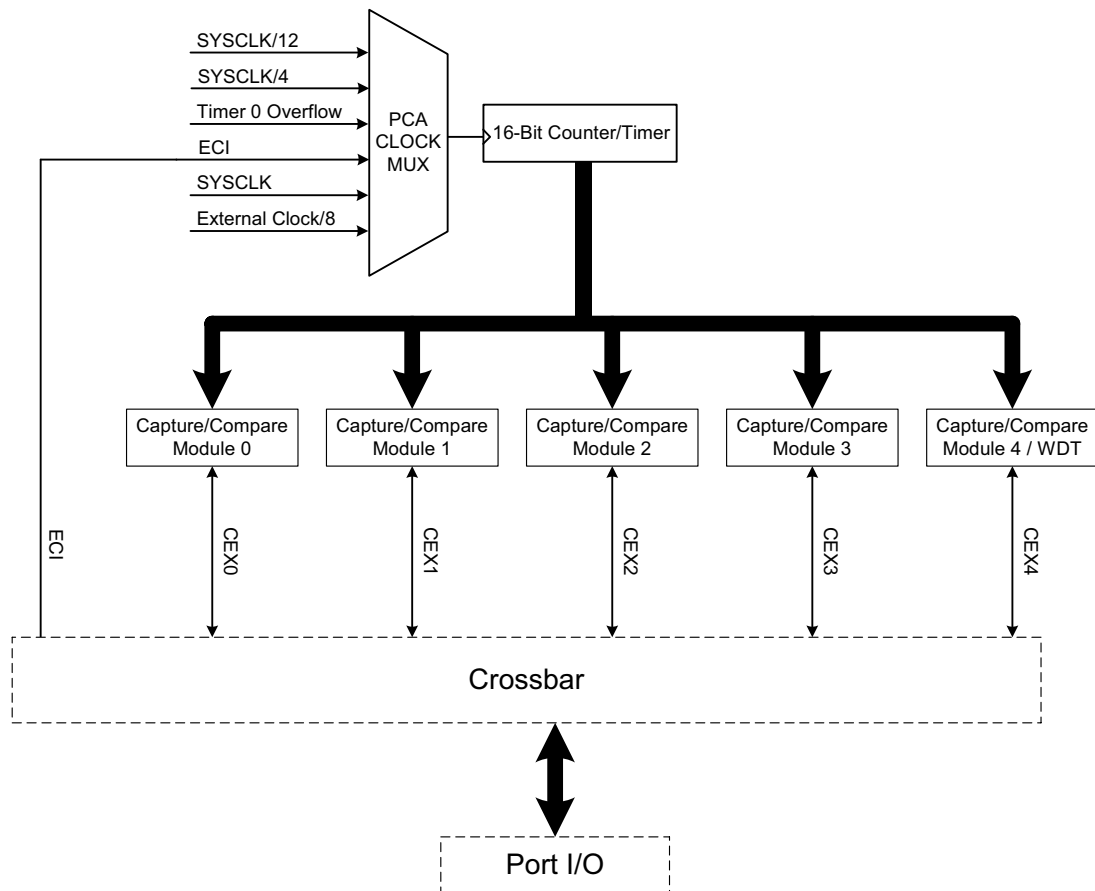 SYSCLK/12
SYSCLK/4
Timer 0 Overflow
ECI
SYSCLK
External Clock/8
PCA
CLOCK
MUX
16-Bit Counter/Timer
Capture/Compare
Module 0
Capture/Compare
Module 1
Capture/Compare
Module 2
Capture/Compare
Module 3
Capture/Compare
Module 4 / WDT
ECI
CEX0
CEX1
CEX2
CEX3
CEX4
Crossbar
Port I/O